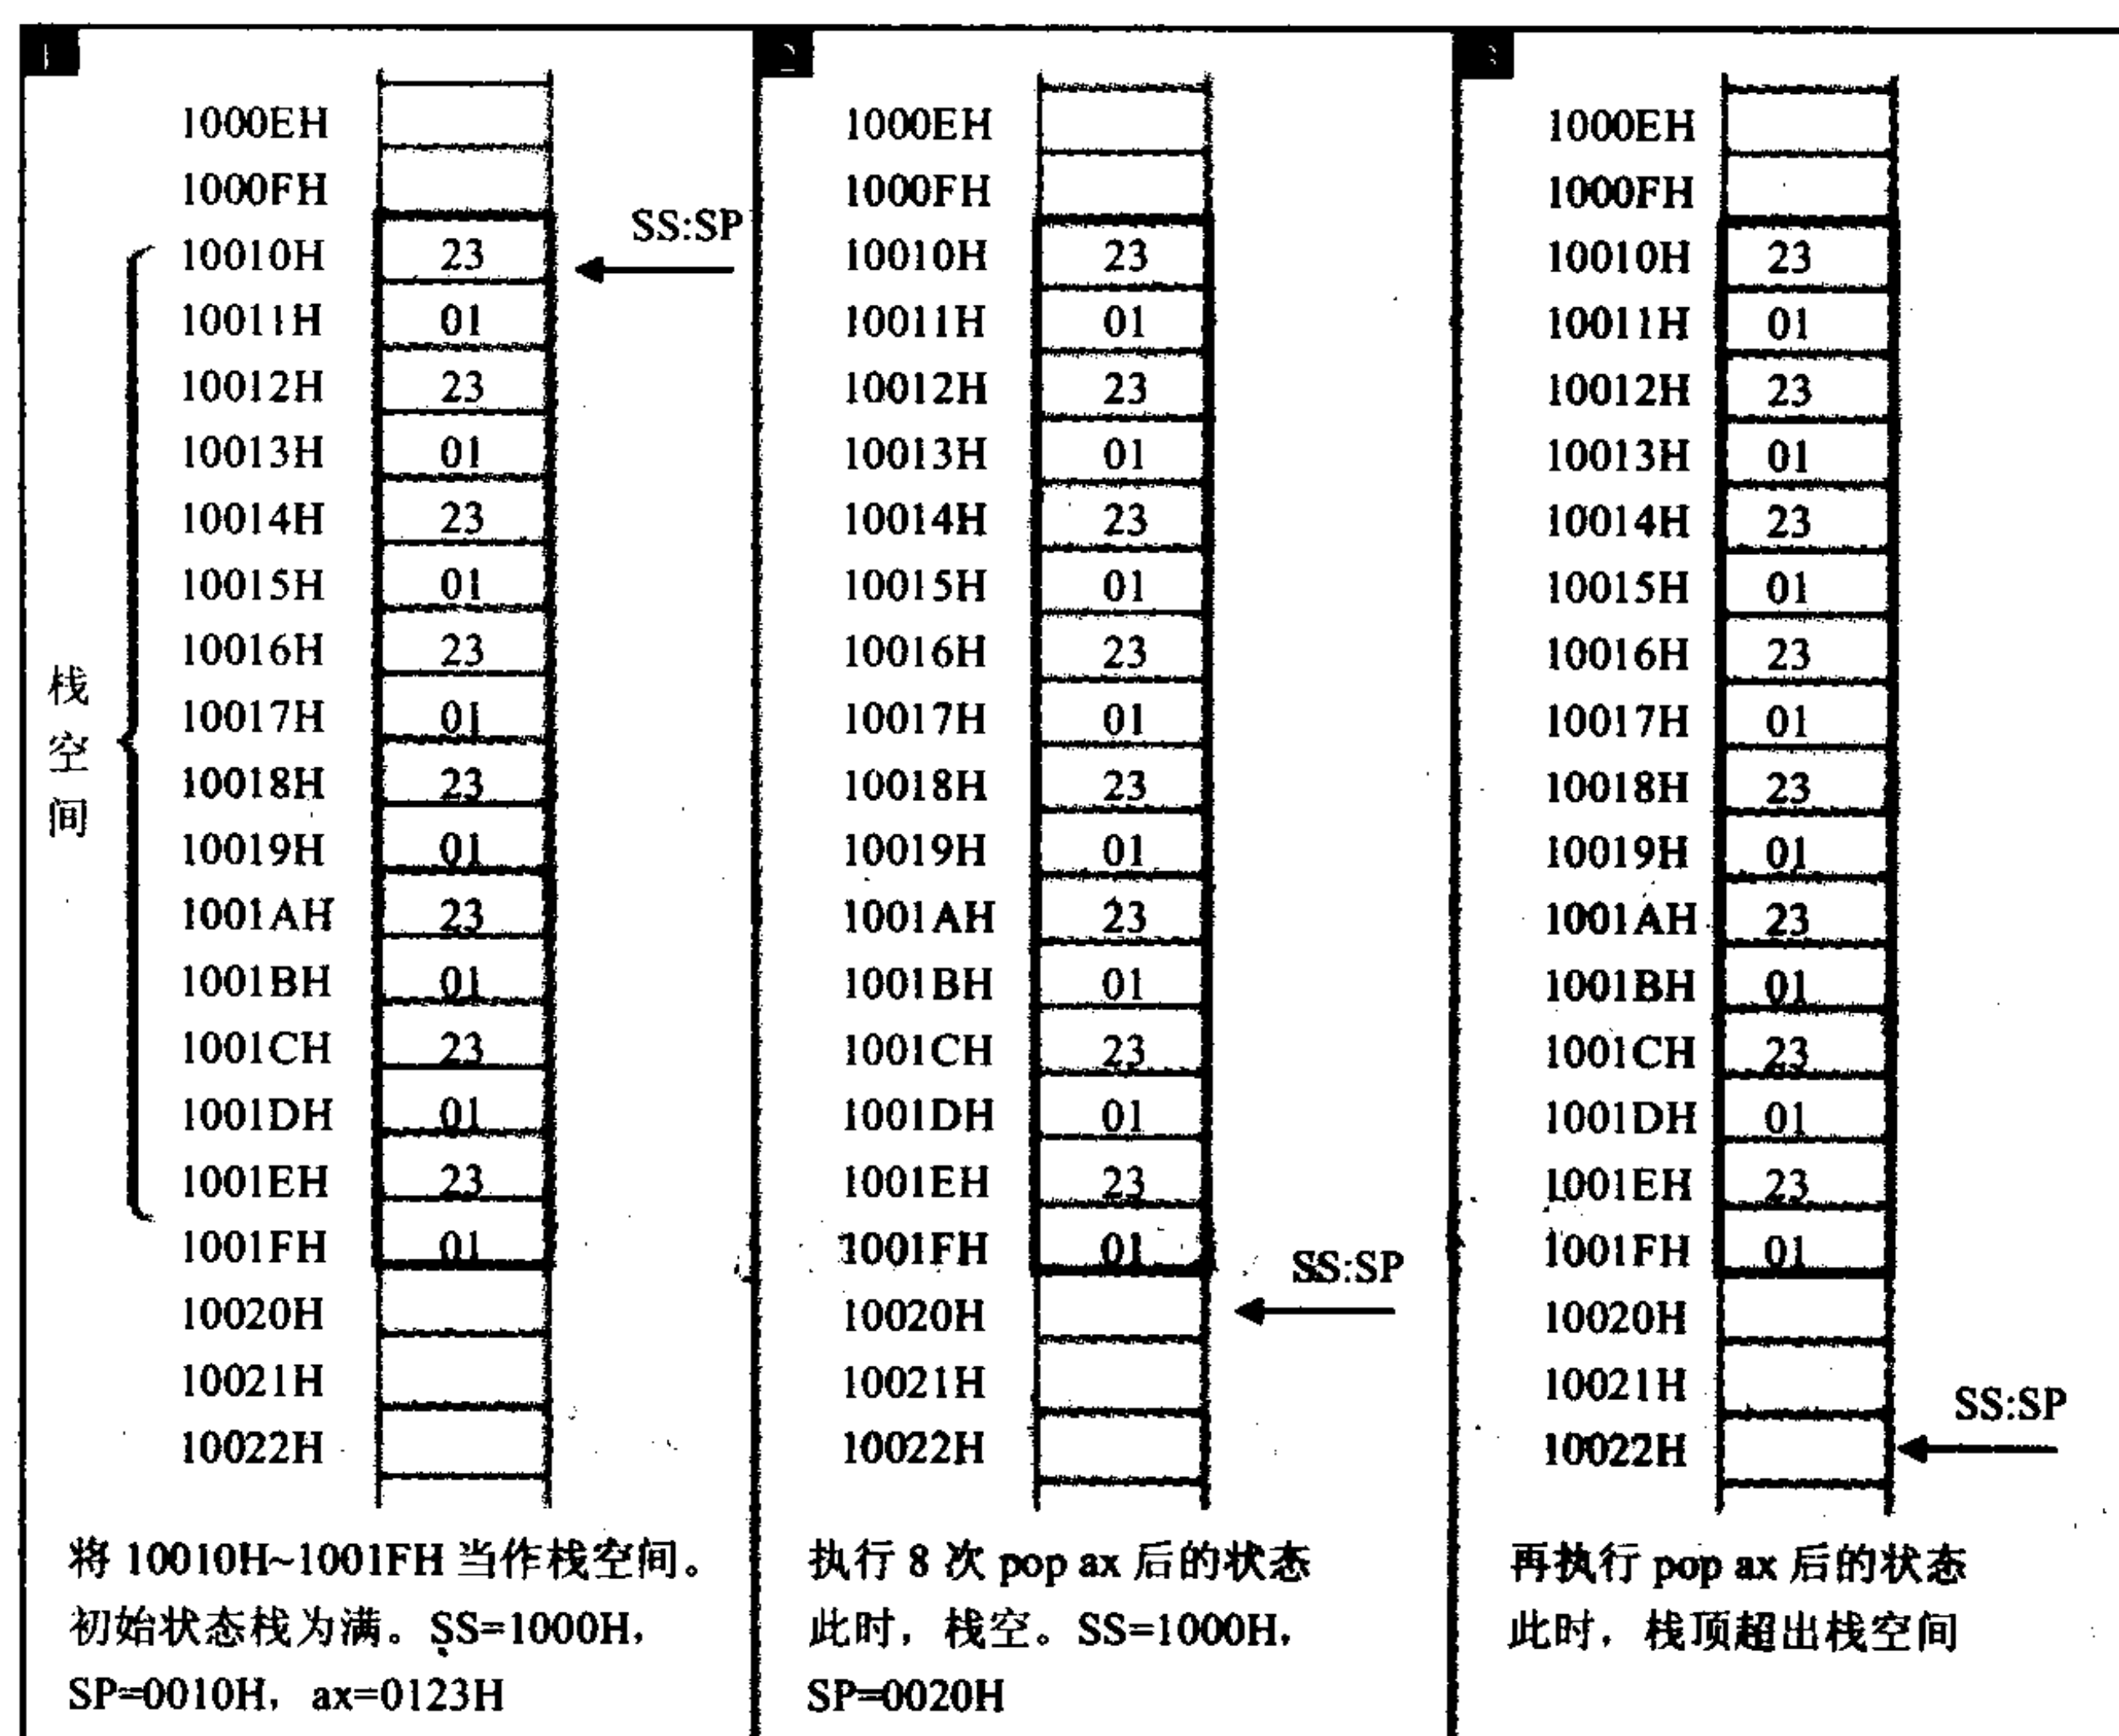 1
1000EH
1000FH
10010H 23
SS:SP
10011H 01
10012H 23
10013H 01
10014H 23
10015H 01
10016H 23
10017H 01
10018H 23
10019H 01
1001AH 23
1001BH 01
1001CH 23
1001DH 01
1001EH 23
1001FH 01
10020H
10021H
10022H
栈空间
将 10010H~1001FH 当作栈空间。
初始状态栈为满。SS=1000H,
SP=0010H, ax=0123H
2
1000EH
1000FH
10010H 23
10011H 01
10012H 23
10013H 01
10014H 23
10015H 01
10016H 23
10017H 01
10018H 23
10019H 01
1001AH 23
1001BH 01
1001CH 23
1001DH 01
1001EH 23
1001FH 01
SS:SP
10020H
10021H
10022H
执行 8 次 pop ax 后的状态
此时，栈空。SS=1000H,
SP=0020H
3
1000EH
1000FH
10010H 23
10011H 01
10012H 23
10013H 01
10014H 23
10015H 01
10016H 23
10017H 01
10018H 23
10019H 01
1001AH 23
1001BH 01
1001CH 23
1001DH 01
1001EH 23
1001FH 01
10020H
10021H
SS:SP
10022H
再执行 pop ax 后的状态
此时，栈顶超出栈空间